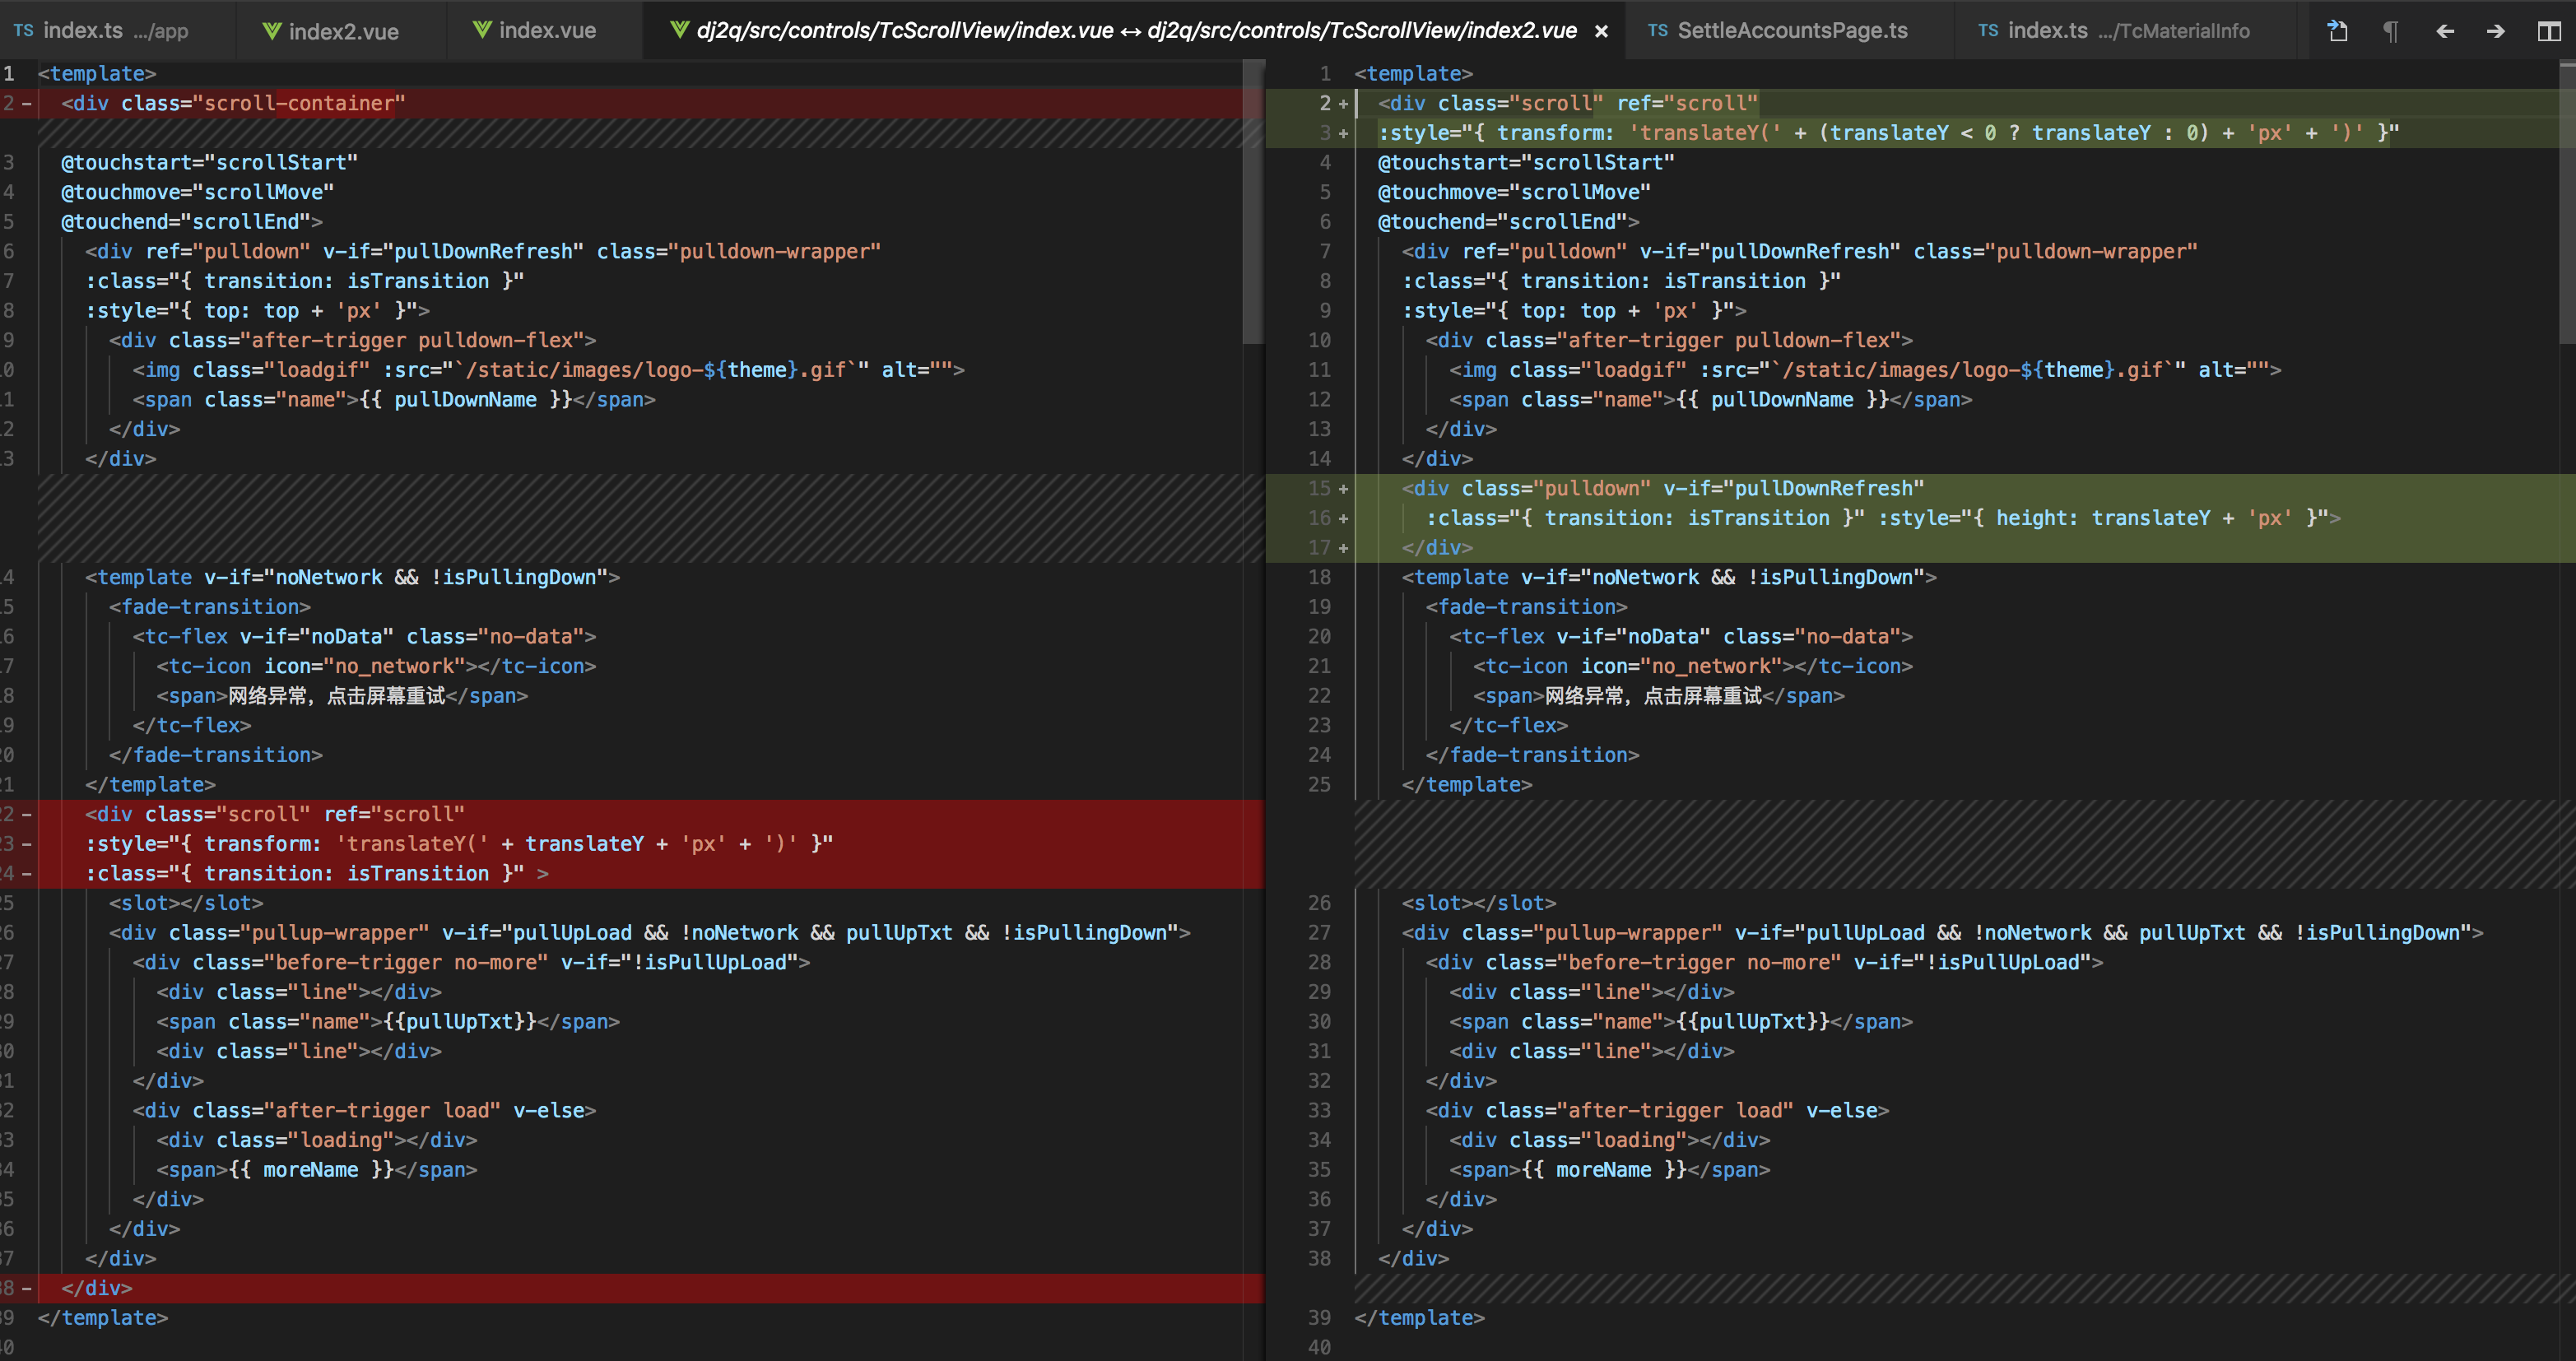 TS index.ts .../app
index2.vue
index.vue
dj2q/src/controls/TcScrollView/index.vue ↔ dj2q/src/controls/TcScrollView/index2.vue ×
TS SettleAccountsPage.ts
TS index.ts .../TcMaterialInfo
1 <template>
2 - <div class="scroll-container"
3 @touchstart="scrollStart"
4 @touchmove="scrollMove"
5 @touchend="scrollEnd">
6 <div ref="pulldown" v-if="pullDownRefresh" class="pulldown-wrapper"
7 :class="{ transition: isTransition }"
8 :style="{ top: top + 'px' }">
9 <div class="after-trigger pulldown-flex">
0 <img class="loadgif" :src="`/static/images/logo-${theme}.gif`" alt="">
1 <span class="name">{{ pullDownName }}</span>
2 </div>
3 </div>
4 <template v-if="noNetwork && !isPullingDown">
5 <fade-transition>
6 <tc-flex v-if="noData" class="no-data">
7 <tc-icon icon="no_network"></tc-icon>
8 <span>网络异常，点击屏幕重试</span>
9 </tc-flex>
20 </fade-transition>
21 </template>
22 - <div class="scroll" ref="scroll"
23 - :style="{ transform: 'translateY(' + translateY + 'px' + ')' }"
24 - :class="{ transition: isTransition }" >
25 <slot></slot>
26 <div class="pullup-wrapper" v-if="pullUpLoad && !noNetwork && pullUpTxt && !isPullingDown">
27 <div class="before-trigger no-more" v-if="!isPullUpLoad">
28 <div class="line"></div>
29 <span class="name">{{pullUpTxt}}</span>
30 <div class="line"></div>
31 </div>
32 <div class="after-trigger load" v-else>
33 <div class="loading"></div>
34 <span>{{ moreName }}</span>
35 </div>
36 </div>
37 </div>
38 - </div>
39 </template>
40
1 <template>
2 + <div class="scroll" ref="scroll"
3 + :style="{ transform: 'translateY(' + (translateY < 0 ? translateY : 0) + 'px' + ')' }"
4 @touchstart="scrollStart"
5 @touchmove="scrollMove"
6 @touchend="scrollEnd">
7 <div ref="pulldown" v-if="pullDownRefresh" class="pulldown-wrapper"
8 :class="{ transition: isTransition }"
9 :style="{ top: top + 'px' }">
10 <div class="after-trigger pulldown-flex">
11 <img class="loadgif" :src="`/static/images/logo-${theme}.gif`" alt="">
12 <span class="name">{{ pullDownName }}</span>
13 </div>
14 </div>
15 + <div class="pulldown" v-if="pullDownRefresh"
16 + :class="{ transition: isTransition }" :style="{ height: translateY + 'px' }">
17 + </div>
18 <template v-if="noNetwork && !isPullingDown">
19 <fade-transition>
20 <tc-flex v-if="noData" class="no-data">
21 <tc-icon icon="no_network"></tc-icon>
22 <span>网络异常，点击屏幕重试</span>
23 </tc-flex>
24 </fade-transition>
25 </template>
26 <slot></slot>
27 <div class="pullup-wrapper" v-if="pullUpLoad && !noNetwork && pullUpTxt && !isPullingDown">
28 <div class="before-trigger no-more" v-if="!isPullUpLoad">
29 <div class="line"></div>
30 <span class="name">{{pullUpTxt}}</span>
31 <div class="line"></div>
32 </div>
33 <div class="after-trigger load" v-else>
34 <div class="loading"></div>
35 <span>{{ moreName }}</span>
36 </div>
37 </div>
38 </div>
39 </template>
40